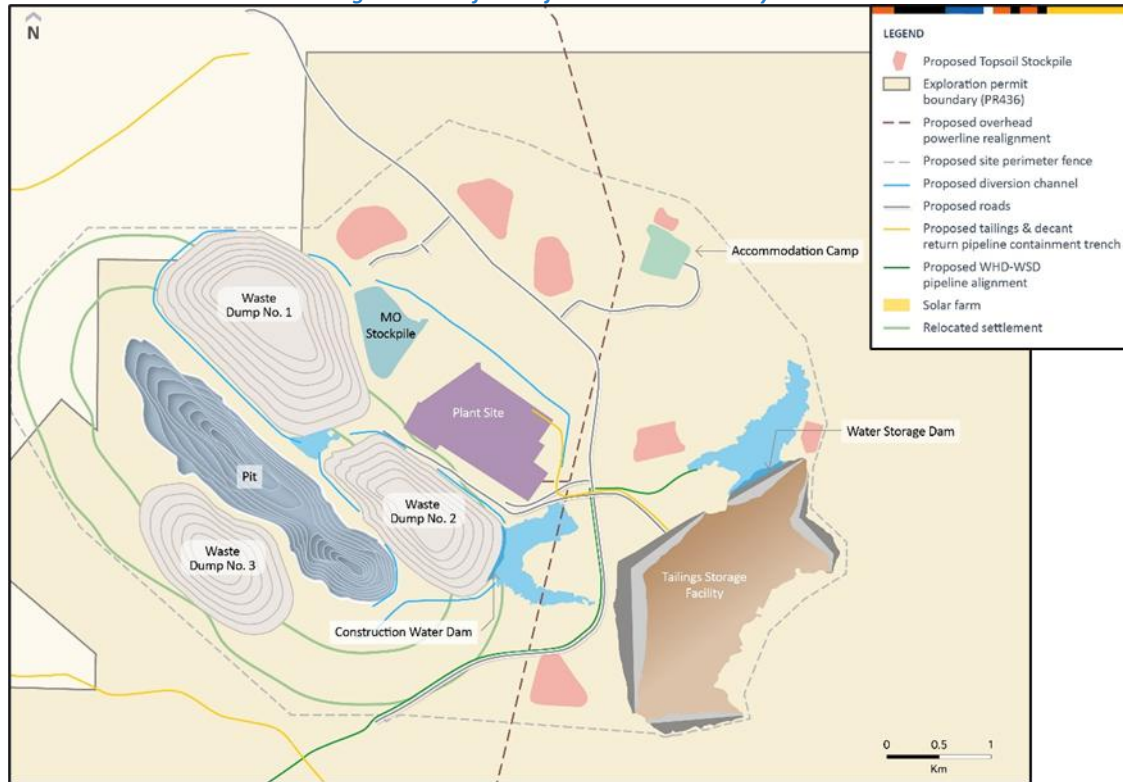 N
LEGEND
Proposed Topsoil Stockpile
Exploration permit
boundary (PR436)
Proposed overhead
powerline realignment
Proposed site perimeter fence
Proposed diversion channel
Proposed roads
Proposed tailings & decant
return pipeline containment trench
Proposed WHD-WSD
pipeline alignment
Solar farm
Relocated settlement
Accommodation Camp
Waste
Dump No. 1
MO
Stockpile
Plant Site
Water Storage Dam
Pit
Waste
Dump No. 2
Waste
Dump No. 3
Tailings Storage
Facility
Construction Water Dam
0 0.5 1
Km